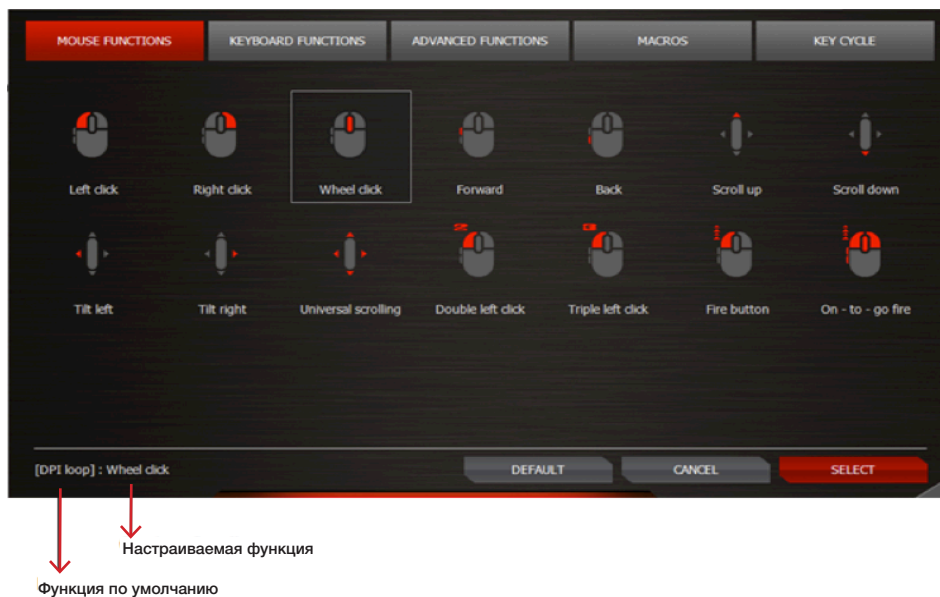 MOUSE FUNCTIONS KEYBOARD FUNCTIONS ADVANCED FUNCTIONS MACROS KEY CYCLE
Left click Right click Wheel click Forward Back Scroll up Scroll down
Tilt left Tilt right Universal scrolling Double left click Triple left click Fire button On - to - go fire
[DPI loop] : Wheel click DEFAULT CANCEL SELECT
Настраиваемая функция
Функция по умолчанию